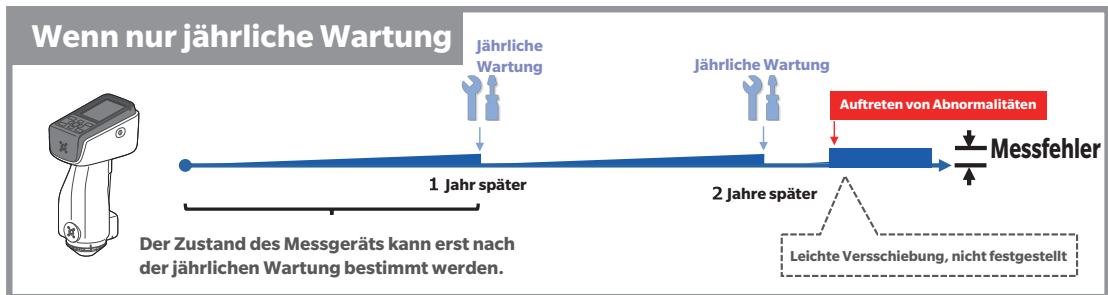 Wenn nur jährliche Wartung
Jährliche
Wartung
Jährliche Wartung
Auftreten von Abnormalitäten
Messfehler
1 Jahr später
2 Jahre später
Der Zustand des Messgeräts kann erst nach
der jährlichen Wartung bestimmt werden.
Leichte Versschiebung, nicht festgestellt